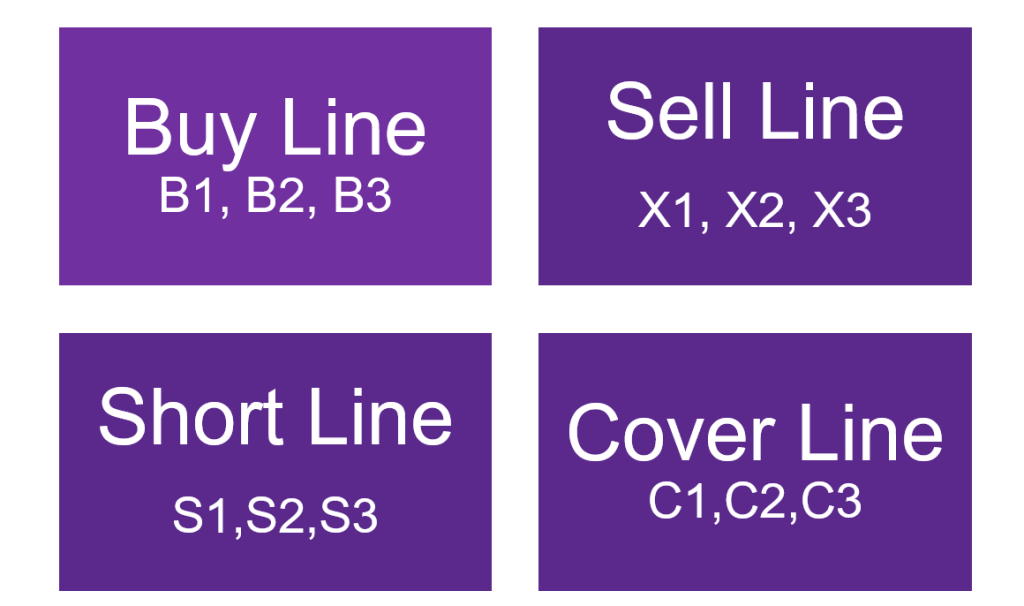 Buy Line
B1, B2, B3
Sell Line
X1, X2, X3
Short Line
S1,S2,S3
Cover Line
C1,C2,C3